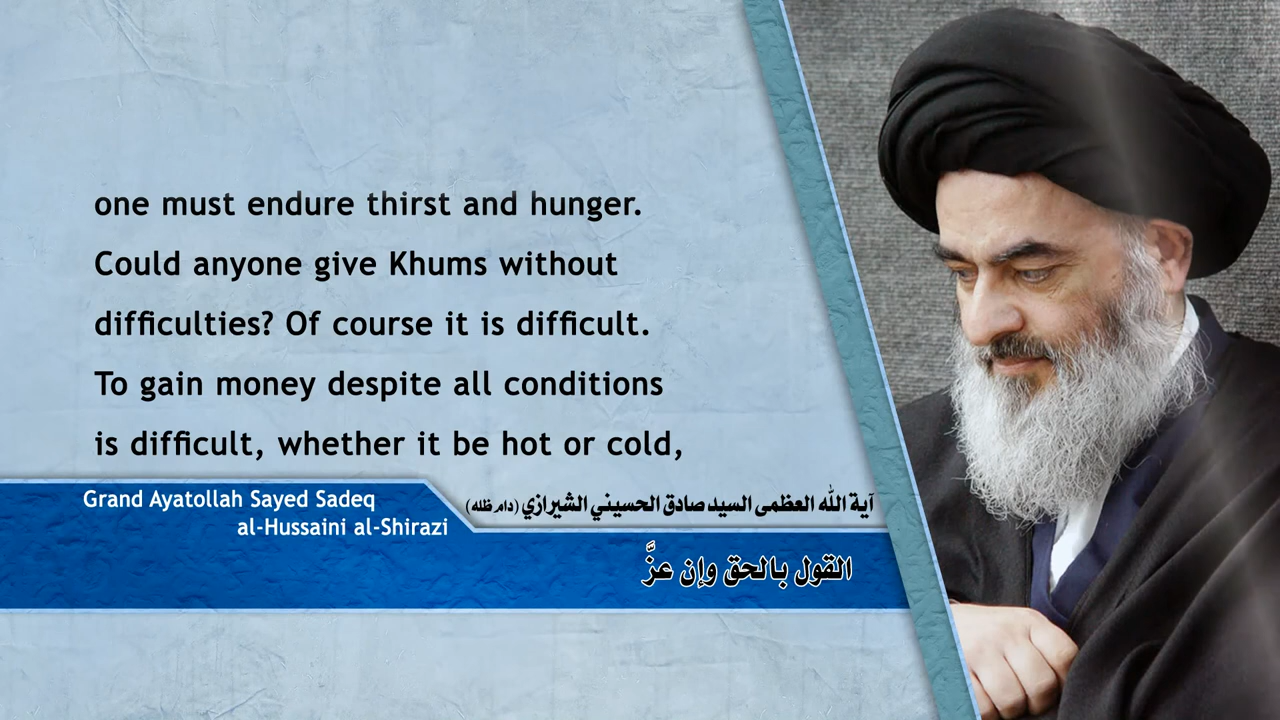 one must endure thirst and hunger.
Could anyone give Khums without
difficulties? Of course it is difficult.
To gain money despite all conditions
is difficult, whether it be hot or cold,
Grand Ayatollah Sayed Sadeq
al-Hussaini al-Shirazi
آية الله العظمى السيد صادق الحسيني الشيرازي (دام ظله)
القول بالحق وإن عزَّ